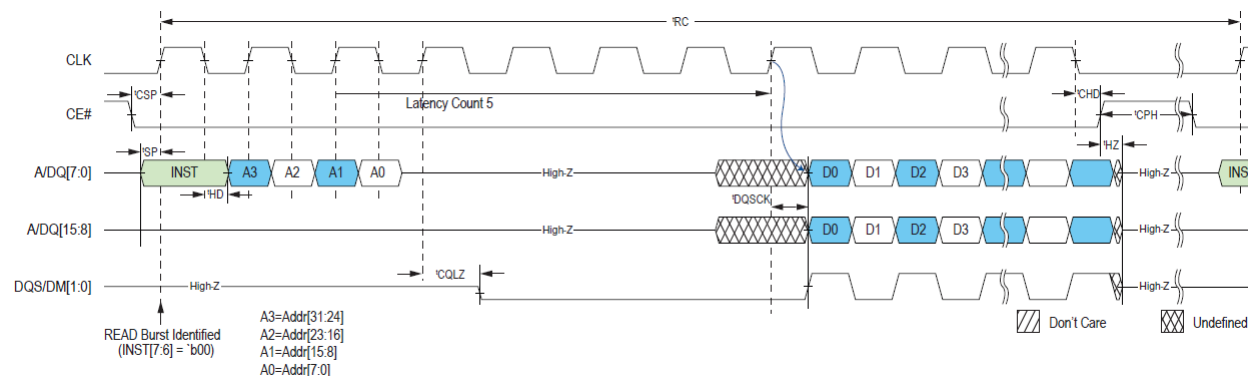 tRC
CLK
tCSP
Latency Count 5
tCHD
CE#
tCPH
tSP
tHZ
A/DQ[7:0]
INST
A3
A2
A1
A0
High-Z
D0
D1
D2
D3
High-Z
INS
tHD
tDQSCK
A/DQ[15:8]
High-Z
D0
D1
D2
D3
High-Z
tCQLZ
DQS/DM[1:0]
High-Z
High-Z
READ Burst Identified
(INST[7:6] = `b00)
A3=Addr[31:24]
A2=Addr[23:16]
A1=Addr[15:8]
A0=Addr[7:0]
Don't Care
Undefined